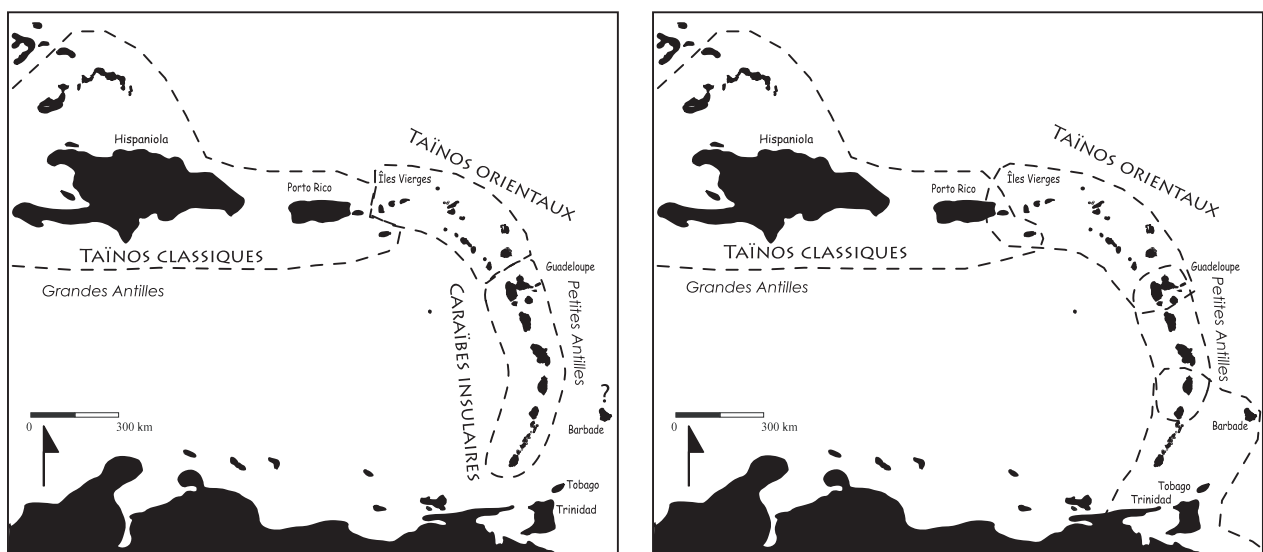 TAÏNOS ORIENTAUX
Hispaniola
Îles Vierges
Porto Rico
TAÏNOS CLASSIQUES
Guadeloupe
Grandes Antilles
Petites Antilles
CARAÏBES INSULAIRES
?
0 300 km
Barbade
Tobago
Trinidad
TAÏNOS ORIENTAUX
Hispaniola
Îles Vierges
Porto Rico
TAÏNOS CLASSIQUES
Guadeloupe
Grandes Antilles
Petites Antilles
0 300 km
Barbade
Tobago
Trinidad